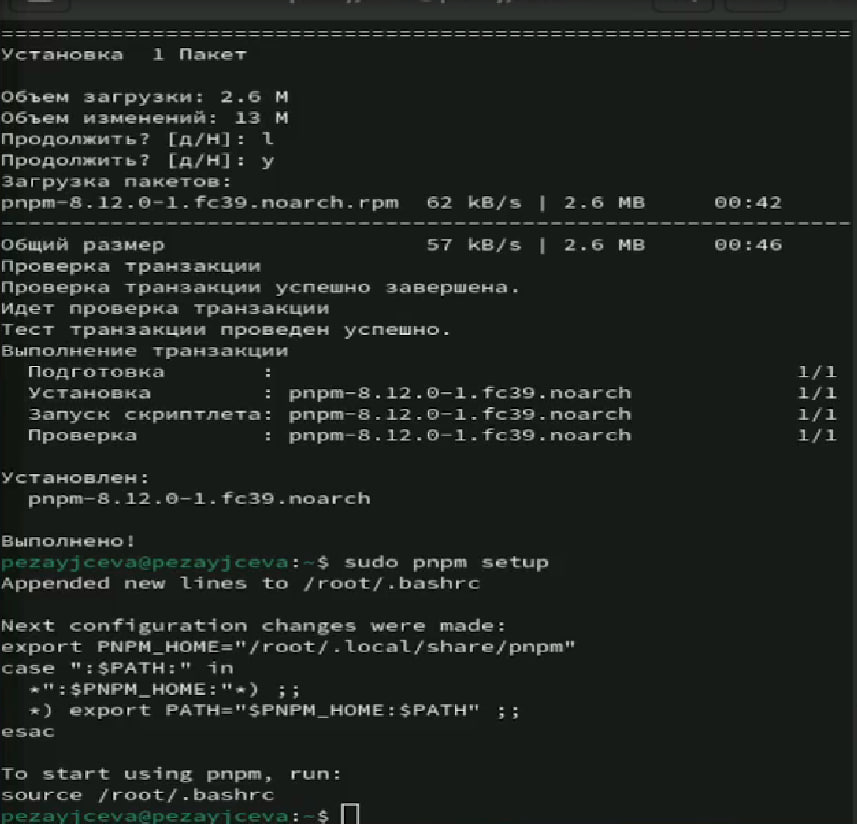 ================================================================
Установка  1 Пакет
Объем загрузки: 2.6 M
Объем изменений: 13 M
Продолжить? [д/Н]: l
Продолжить? [д/Н]: y
Загрузка пакетов:
pnpm-8.12.0-1.fc39.noarch.rpm  62 kB/s | 2.6 MB     00:42
----------------------------------------------------------------
Общий размер                   57 kB/s | 2.6 MB     00:46
Проверка транзакции
Проверка транзакции успешно завершена.
Идет проверка транзакции
Тест транзакции проведен успешно.
Выполнение транзакции
  Подготовка       :                                      1/1
  Установка        : pnpm-8.12.0-1.fc39.noarch            1/1
  Запуск скриптлета: pnpm-8.12.0-1.fc39.noarch            1/1
  Проверка         : pnpm-8.12.0-1.fc39.noarch            1/1
Установлен:
  pnpm-8.12.0-1.fc39.noarch
Выполнено!
pezayjceva@pezayjceva:~$ sudo pnpm setup
Appended new lines to /root/.bashrc
Next configuration changes were made:
export PNPM_HOME="/root/.local/share/pnpm"
case ":$PATH:" in
  *":$PNPM_HOME:"*) ;;
  *) export PATH="$PNPM_HOME:$PATH" ;;
esac
To start using pnpm, run:
source /root/.bashrc
pezayjceva@pezayjceva:~$